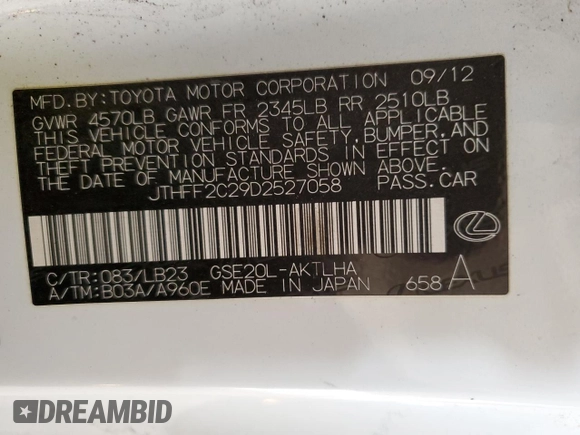 MFD.BY:TOYOTA MOTOR CORPORATION 09/12
GVWR 4570LB GAWR FR 2345LB RR 2510LB
THIS VEHICLE CONFORMS TO ALL APPLICABLE
FEDERAL MOTOR VEHICLE SAFETY, BUMPER, AND
THEFT PREVENTION STANDARDS IN EFFECT ON
THE DATE OF MANUFACTURE SHOWN ABOVE.
JTHFF2C29D2527058 PASS.CAR
C/TR:083/LB23 GSE20L-AKTLHA
A/TM:B03A/A960E MADE IN JAPAN 658 A
DREAMBID